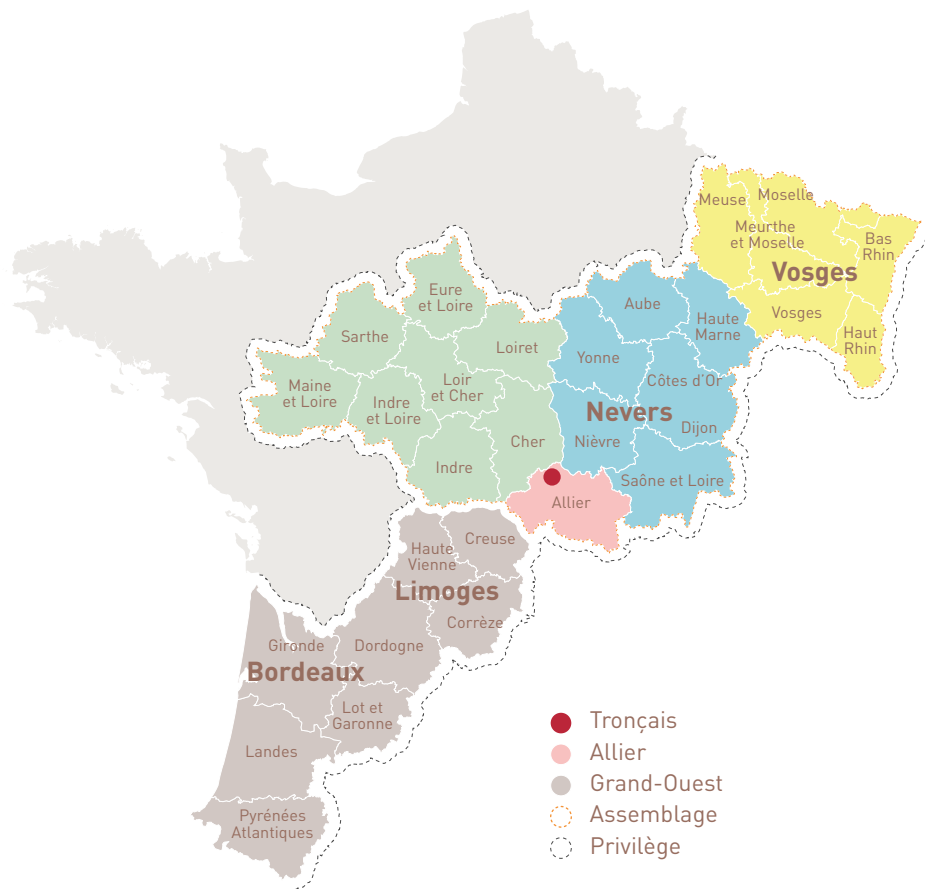 Meuse
Moselle
Meurthe
et Moselle
Bas
Rhin
Vosges
Vosges
Haut
Rhin
Eure
et Loire
Sarthe
Loiret
Maine
et Loire
Indre
et Loire
Loir
et Cher
Cher
Indre
Aube
Haute
Marne
Yonne
Côtes d'Or
Nevers
Dijon
Nièvre
Saône et Loire
Allier
Creuse
Haute
Vienne
Limoges
Corrèze
Gironde
Dordogne
Bordeaux
Lot et
Garonne
Landes
Pyrénées
Atlantiques
Tronçais
Allier
Grand-Ouest
Assemblage
Privilège